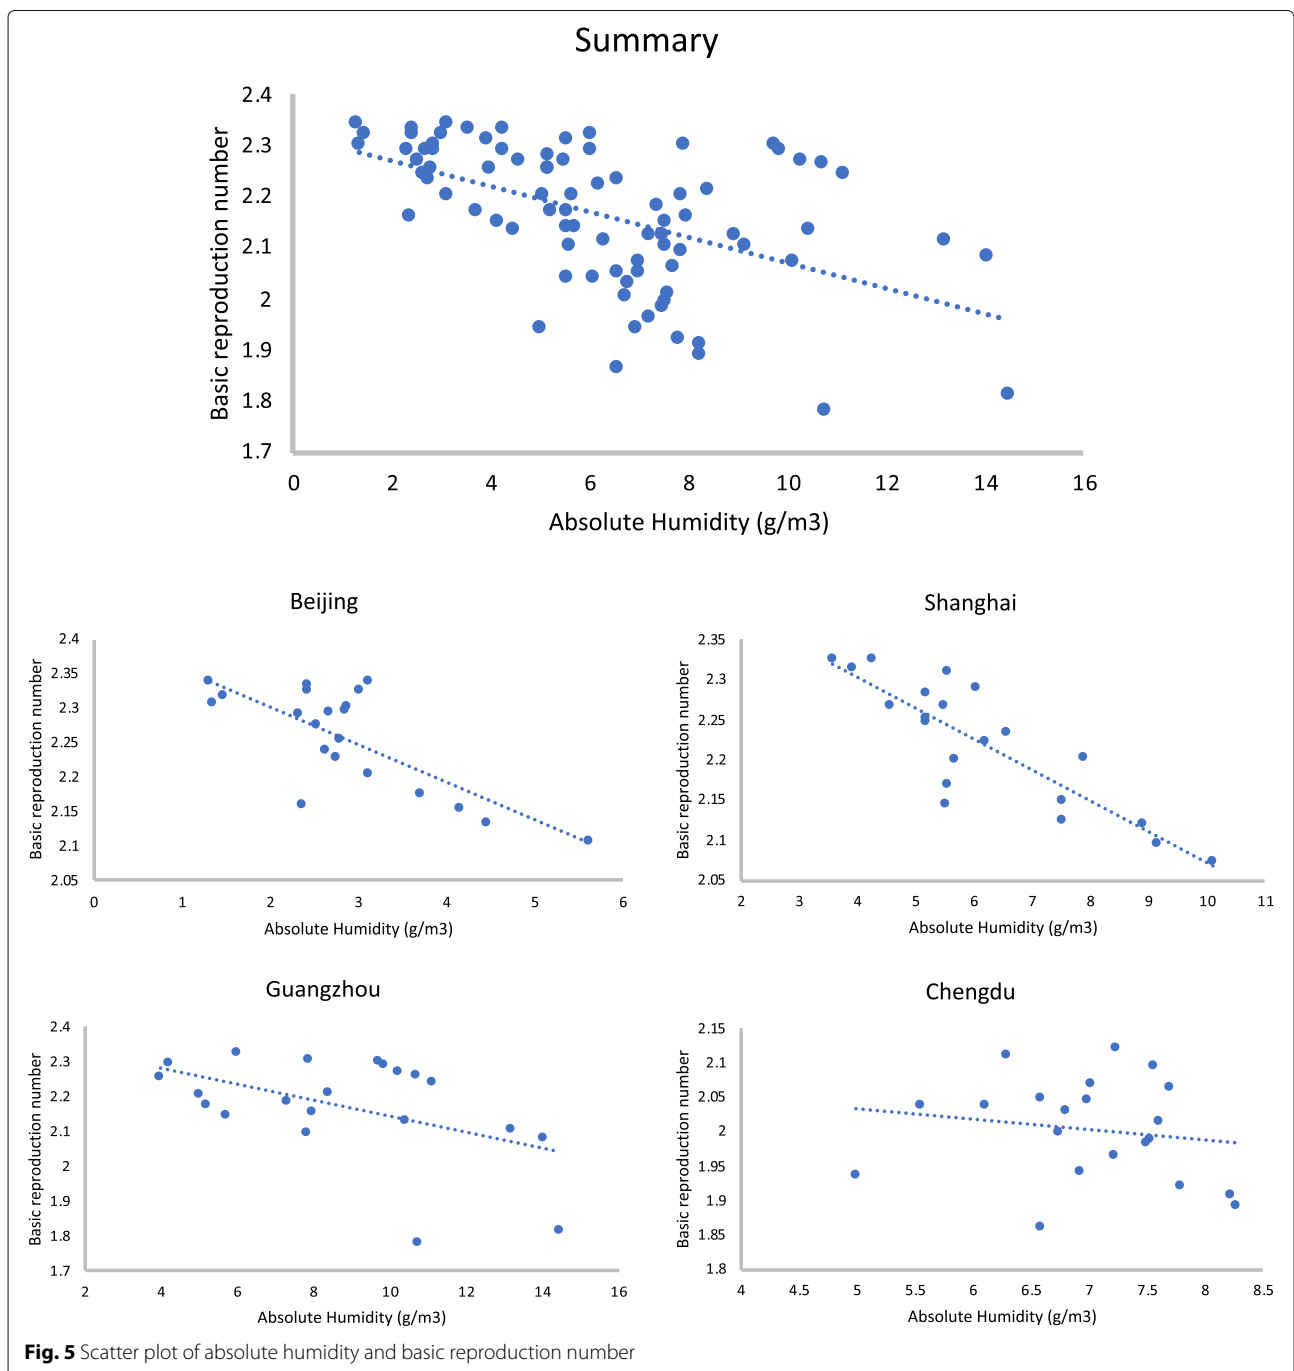 Summary
Basic reproduction number
2.4
2.3
2.2
2.1
2
1.9
1.8
1.7
0 2 4 6 8 10 12 14 16
Absolute Humidity (g/m3)
Beijing
Basic reproduction number
2.4
2.35
2.3
2.25
2.2
2.15
2.1
2.05
0 1 2 3 4 5 6
Absolute Humidity (g/m3)
Shanghai
Basic reproduction number
2.35
2.3
2.25
2.2
2.15
2.1
2.05
2 3 4 5 6 7 8 9 10 11
Absolute Humidity (g/m3)
Guangzhou
Basic reproduction number
2.4
2.3
2.2
2.1
2
1.9
1.8
1.7
2 4 6 8 10 12 14 16
Absolute Humidity (g/m3)
Chengdu
Basic reproduction number
2.15
2.1
2.05
2
1.95
1.9
1.85
1.8
4 4.5 5 5.5 6 6.5 7 7.5 8 8.5
Absolute Humidity (g/m3)
Fig. 5 Scatter plot of absolute humidity and basic reproduction number